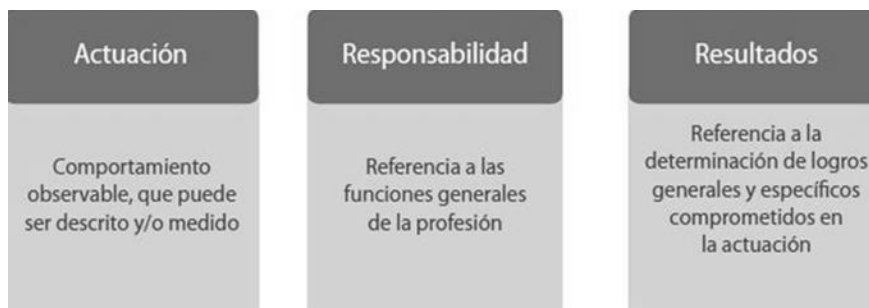 Actuación
Comportamiento
observable, que puede
ser descrito y/o medido
Responsabilidad
Referencia a las
funciones generales
de la profesión
Resultados
Referencia a la
determinación de logros
generales y específicos
comprometidos en
la actuación